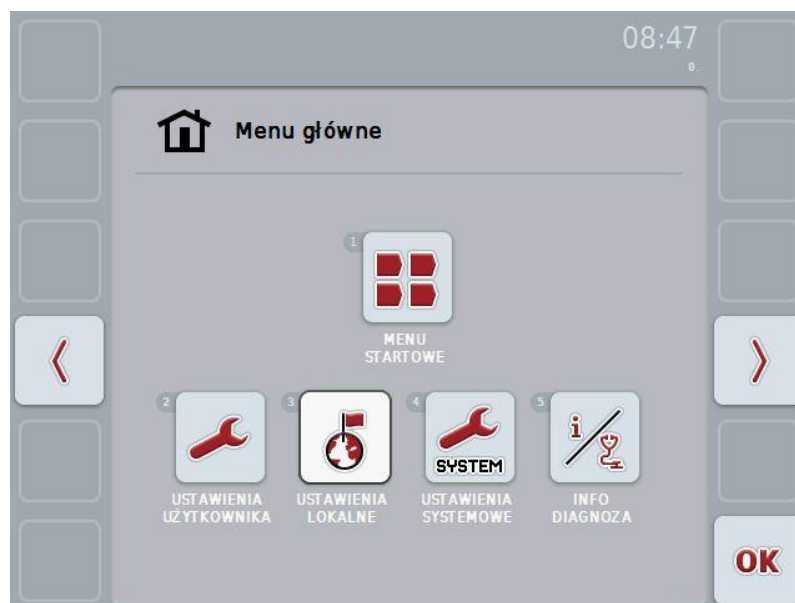 08:47
0.
Menu główne
1
MENU
STARTOWE
2
3
4
5
SYSTEM
i
USTAWIENIA
UŻYTKOWNIKA
USTAWIENIA
LOKALNE
USTAWIENIA
SYSTEMOWE
INFO
DIAGNOZA
OK